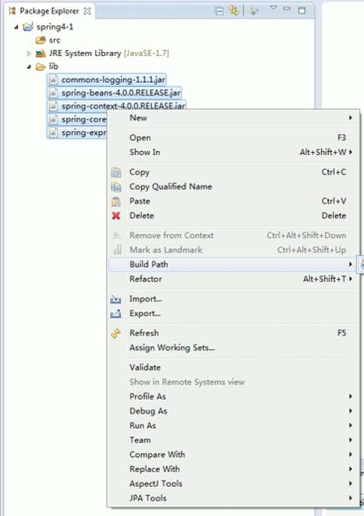 Package Explorer
spring4-1
src
JRE System Library [JavaSE-1.7]
lib
commons-logging-1.1.1.jar
spring-beans-4.0.0.RELEASE.jar
spring-context-4.0.0.RELEASE.jar
spring-core
spring-expr
New
Open F3
Show In Alt+Shift+W
Copy Ctrl+C
Copy Qualified Name
Paste Ctrl+V
Delete Delete
Remove from Context Ctrl+Alt+Shift+Down
Mark as Landmark Ctrl+Alt+Shift+Up
Build Path
Refactor Alt+Shift+T
Import...
Export...
Refresh F5
Assign Working Sets...
Validate
Show in Remote Systems view
Profile As
Debug As
Run As
Team
Compare With
Replace With
AspectJ Tools
JPA Tools